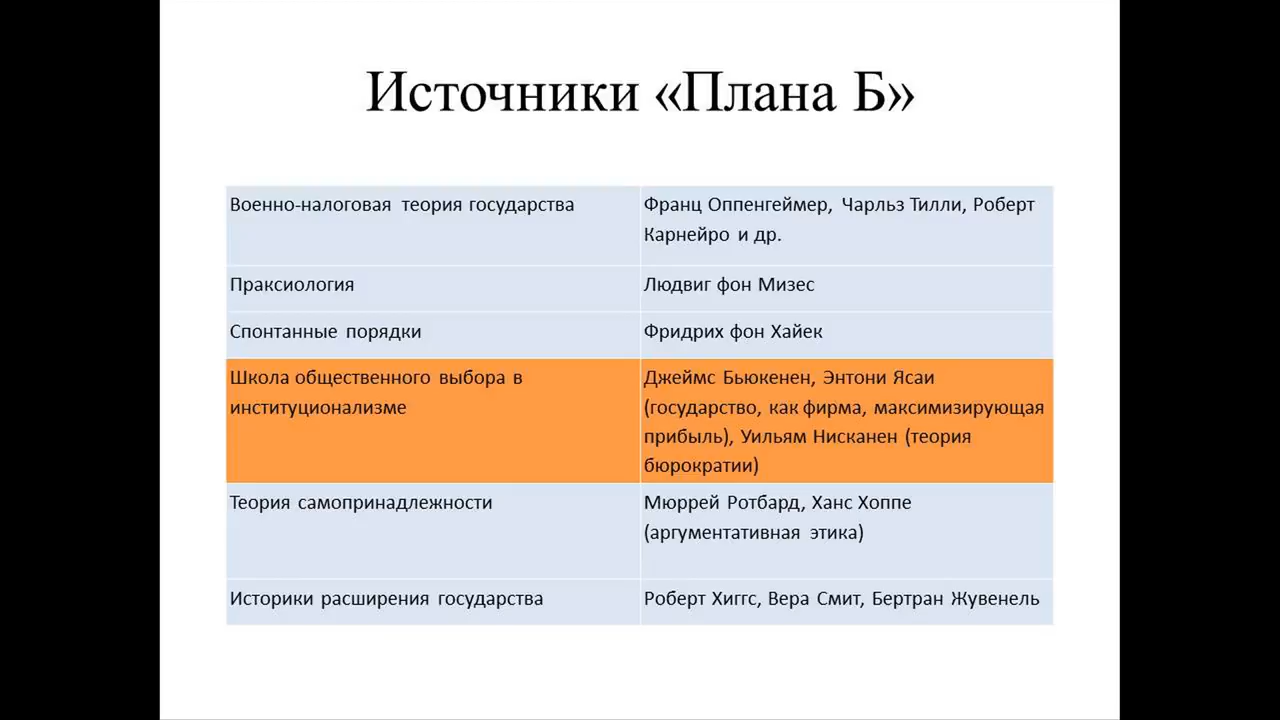 Источники «Плана Б»
Военно-налоговая теория государства
Франц Оппенгеймер, Чарльз Тилли, Роберт
Карнейро и др.
Праксиология
Людвиг фон Мизес
Спонтанные порядки
Фридрих фон Хайек
Школа общественного выбора в
институционализме
Джеймс Бьюкенен, Энтони Ясаи
(государство, как фирма, максимизирующая
прибыль), Уильям Нисканен (теория
бюрократии)
Теория самопринадлежности
Мюррей Ротбард, Ханс Хоппе
(аргументативная этика)
Историки расширения государства
Роберт Хиггс, Вера Смит, Бертран Жувенель